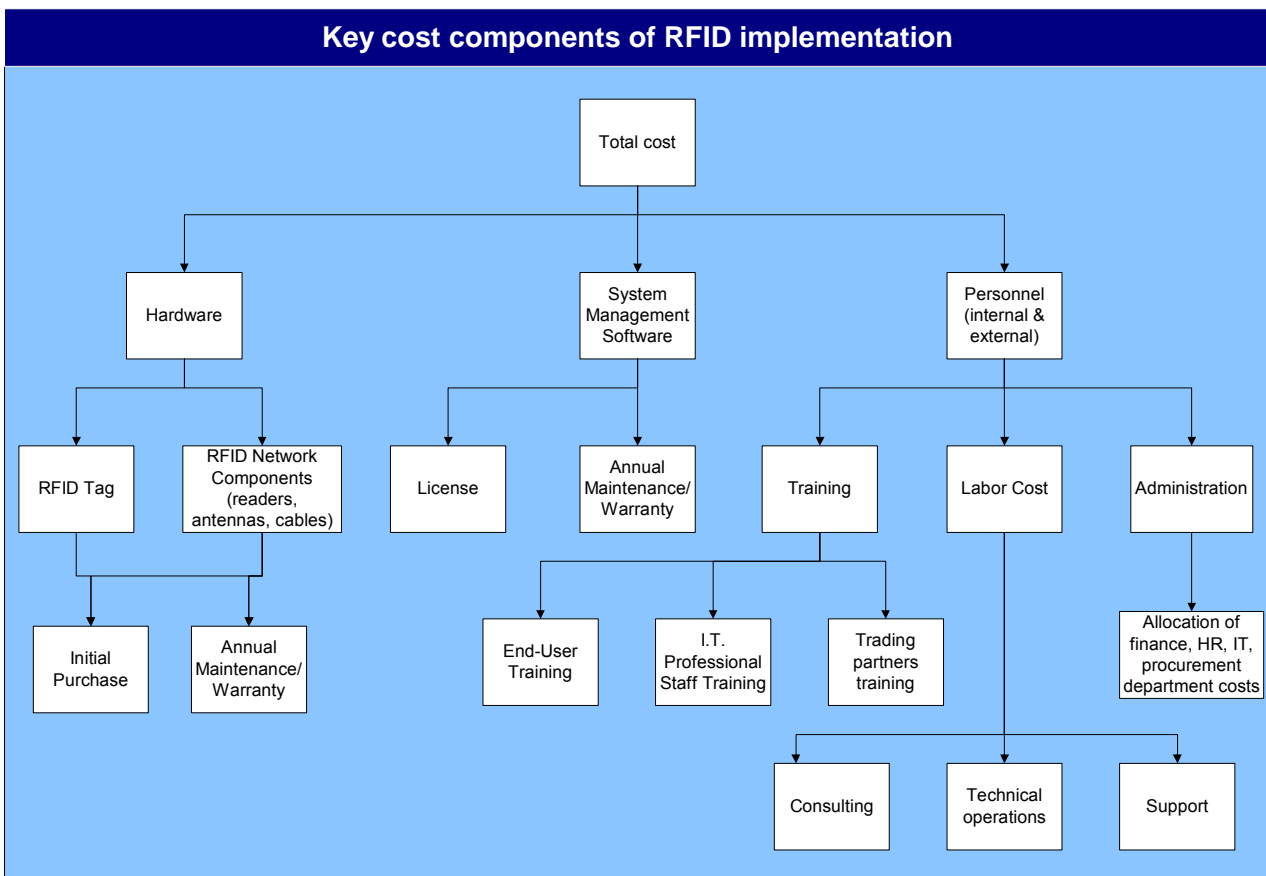 Key cost components of RFID implementation
Total cost
Hardware
System
Management
Software
Personnel
(internal &
external)
RFID Tag
RFID Network
Components
(readers,
antennas, cables)
License
Annual
Maintenance/
Warranty
Training
Labor Cost
Administration
Initial
Purchase
Annual
Maintenance/
Warranty
End-User
Training
I.T.
Professional
Staff Training
Trading
partners
training
Allocation of
finance, HR, IT,
procurement
department costs
Consulting
Technical
operations
Support